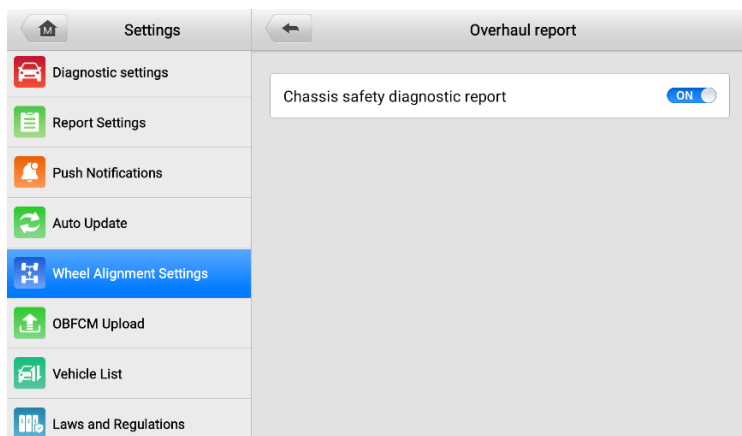 Settings
Overhaul report
Diagnostic settings
Chassis safety diagnostic report
ON
Report Settings
Push Notifications
Auto Update
Wheel Alignment Settings
OBFCM Upload
Vehicle List
Laws and Regulations